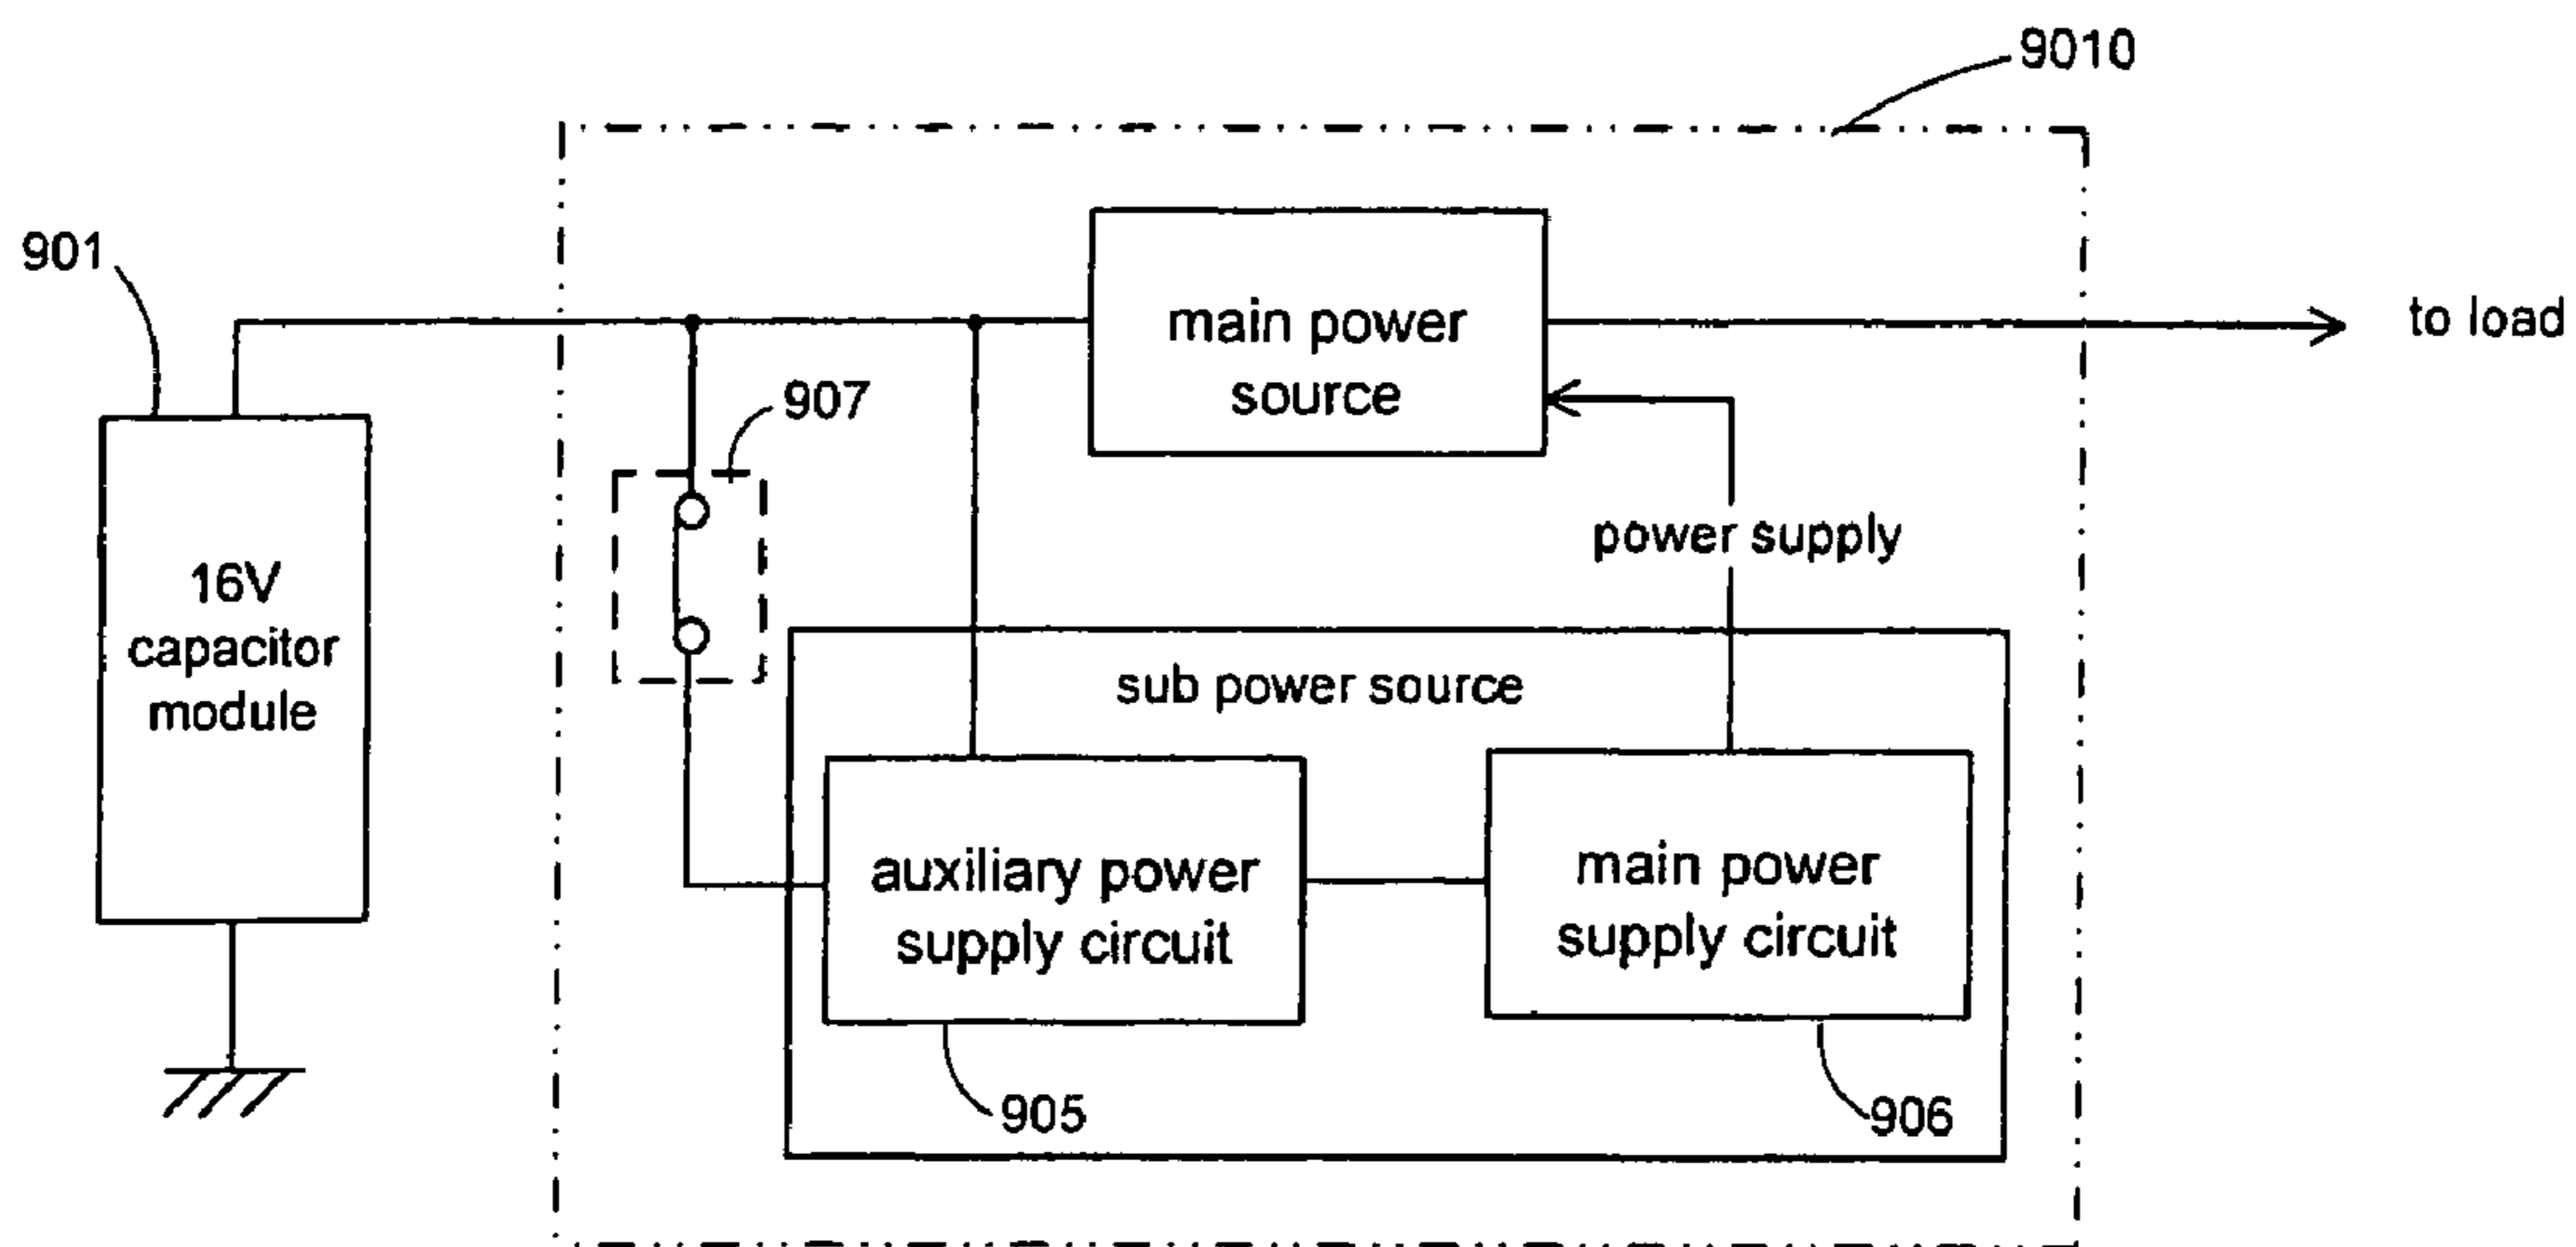 9010
901
main power
source
to load
907
16V
capacitor
module
power supply
sub power source
auxiliary power
supply circuit
main power
supply circuit
905
906